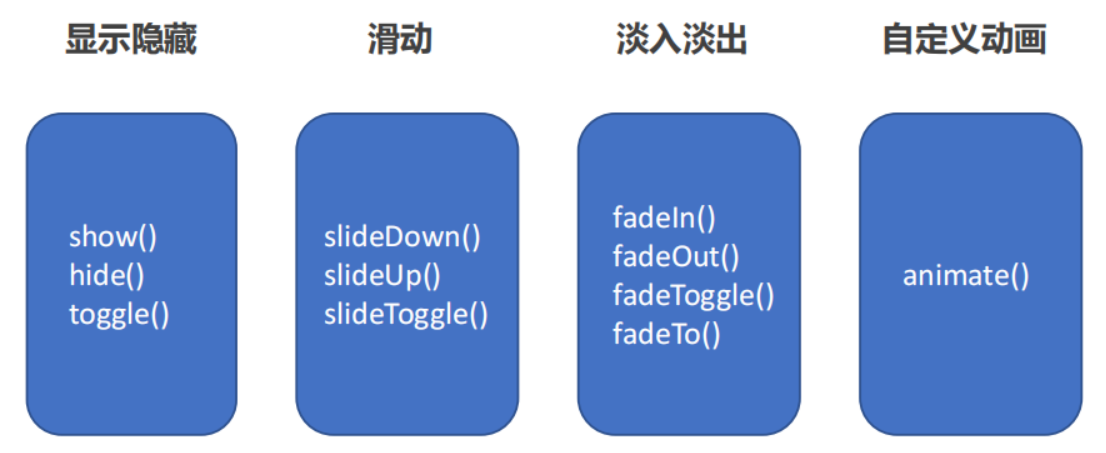 显示隐藏
滑动
淡入淡出
自定义动画
show()
hide()
toggle()
slideDown()
slideUp()
slideToggle()
fadeIn()
fadeOut()
fadeToggle()
fadeTo()
animate()